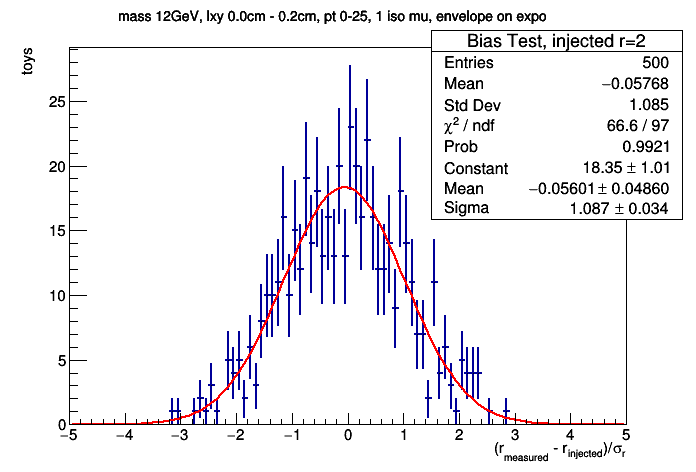 mass 12GeV, lxy 0.0cm - 0.2cm, pt 0-25, 1 iso mu, envelope on expo
Bias Test, injected r=2
Entries 500
Mean −0.05768
Std Dev 1.085
χ² / ndf 66.6 / 97
Prob 0.9921
Constant 18.35 ± 1.01
Mean −0.05601 ± 0.04860
Sigma 1.087 ± 0.034
toys
25
20
15
10
5
0
−5 −4 −3 −2 −1 0 1 2 3 4 5
(r_measured - r_injected)/σ_r